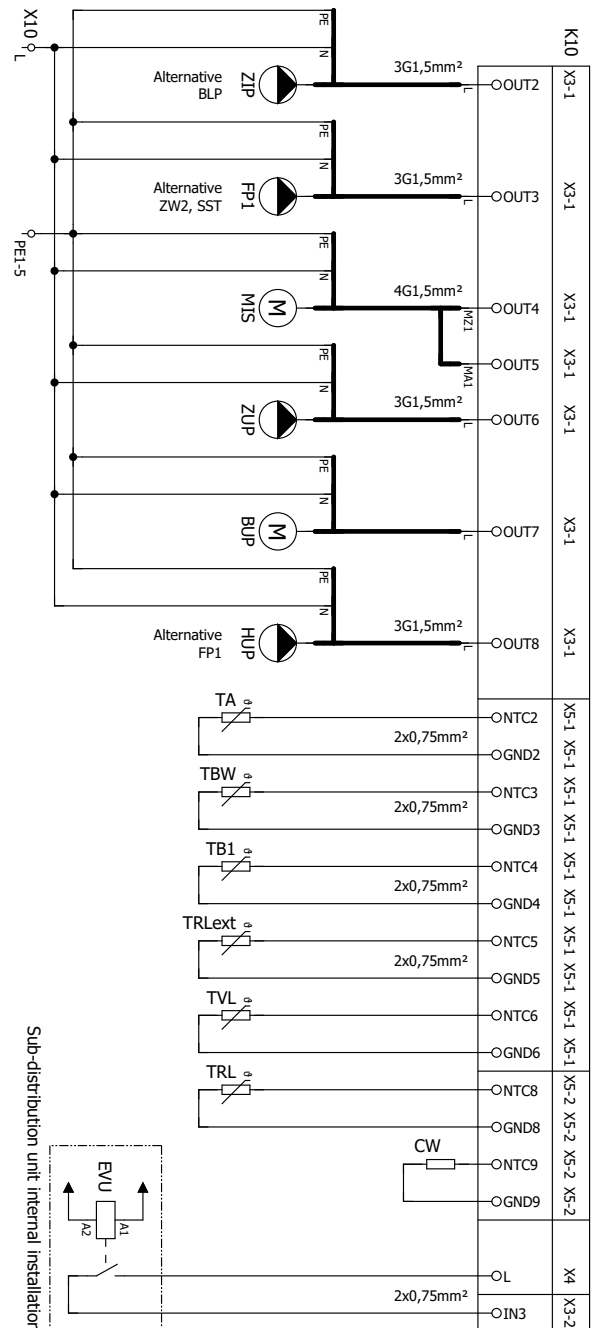 K10
X3-1
OUT2
L
3G1,5mm²
N
PE
ZIP
Alternative
BLP
X3-1
OUT3
L
3G1,5mm²
N
PE
FP1
Alternative
ZW2, SST
X3-1
OUT4
MZ1
4G1,5mm²
N
PE
M
MIS
X3-1
OUT5
MA1
X3-1
OUT6
L
3G1,5mm²
N
PE
ZUP
X3-1
OUT7
L
N
PE
M
BUP
X3-1
OUT8
L
3G1,5mm²
N
PE
HUP
Alternative
FP1
X10
L
PE1-5
TA
ϑ
2x0,75mm²
NTC2
X5-1
GND2
X5-1
TBW
ϑ
2x0,75mm²
NTC3
X5-1
GND3
X5-1
TB1
ϑ
2x0,75mm²
NTC4
X5-1
GND4
X5-1
TRLext
ϑ
2x0,75mm²
NTC5
X5-1
GND5
X5-1
TVL
ϑ
NTC6
X5-1
GND6
X5-1
TRL
ϑ
NTC8
X5-2
GND8
X5-2
CW
NTC9
X5-2
GND9
X5-2
L
X4
2x0,75mm²
IN3
X3-2
EVU
A1
A2
Sub-distribution unit internal installation